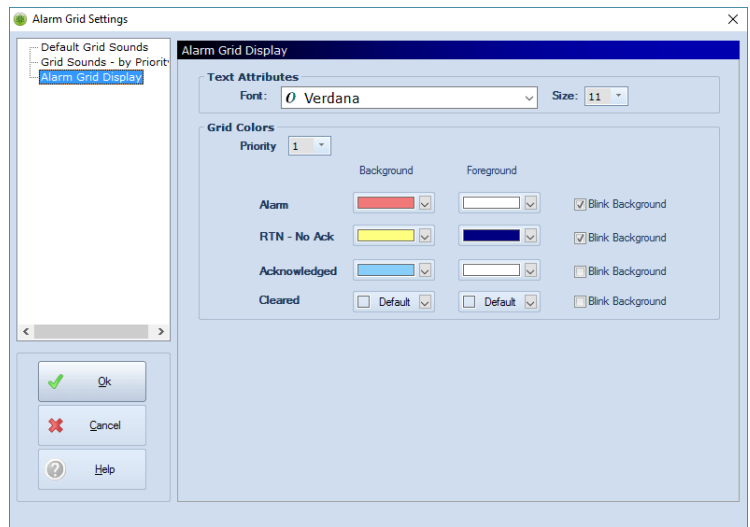 Alarm Grid Settings
Default Grid Sounds
Grid Sounds - by Priorit
Alarm Grid Display
Alarm Grid Display
Text Attributes
Font: O Verdana Size: 11
Grid Colors
Priority 1
Background Foreground
Alarm Blink Background
RTN - No Ack Blink Background
Acknowledged Blink Background
Cleared Default Default Blink Background
Ok
Cancel
Help